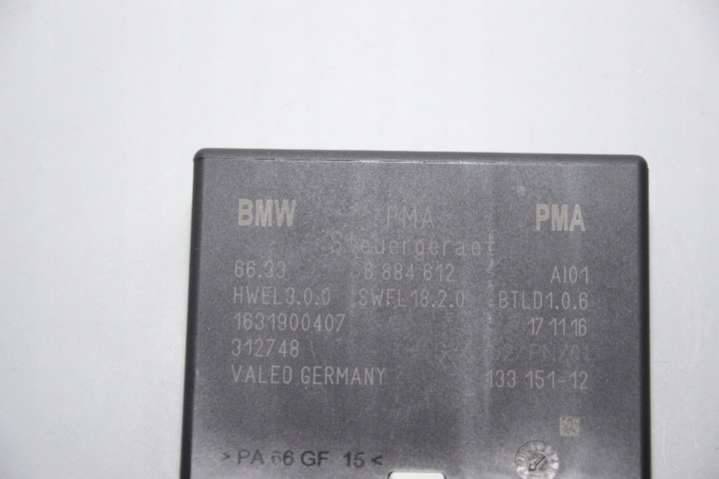 BMW PMA PMA
Steuergeraet
66.33 6 884 612 AI01
HWEL3.0.0 SWFL18.2.0 BTLD1.0.6
1631900407 17.11.16
312748
VALEO GERMANY 133 151-12
>PA 66 GF 15<